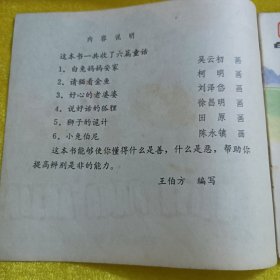 内容说明
这本书一共收了六篇童话
1、白兔妈妈安家 吴云初 画
2、请猫看金鱼 柯明 画
3、好心的老婆婆 刘泽岱 画
4、说好话的狐狸 徐昌明 画
5、狮子的诡计 田原 画
6、小兔伯尼 陈永镇 画
这本书能够使你懂得什么是善,什么是恶,帮助你
提高辨别是非的能力。
王伯方 编写